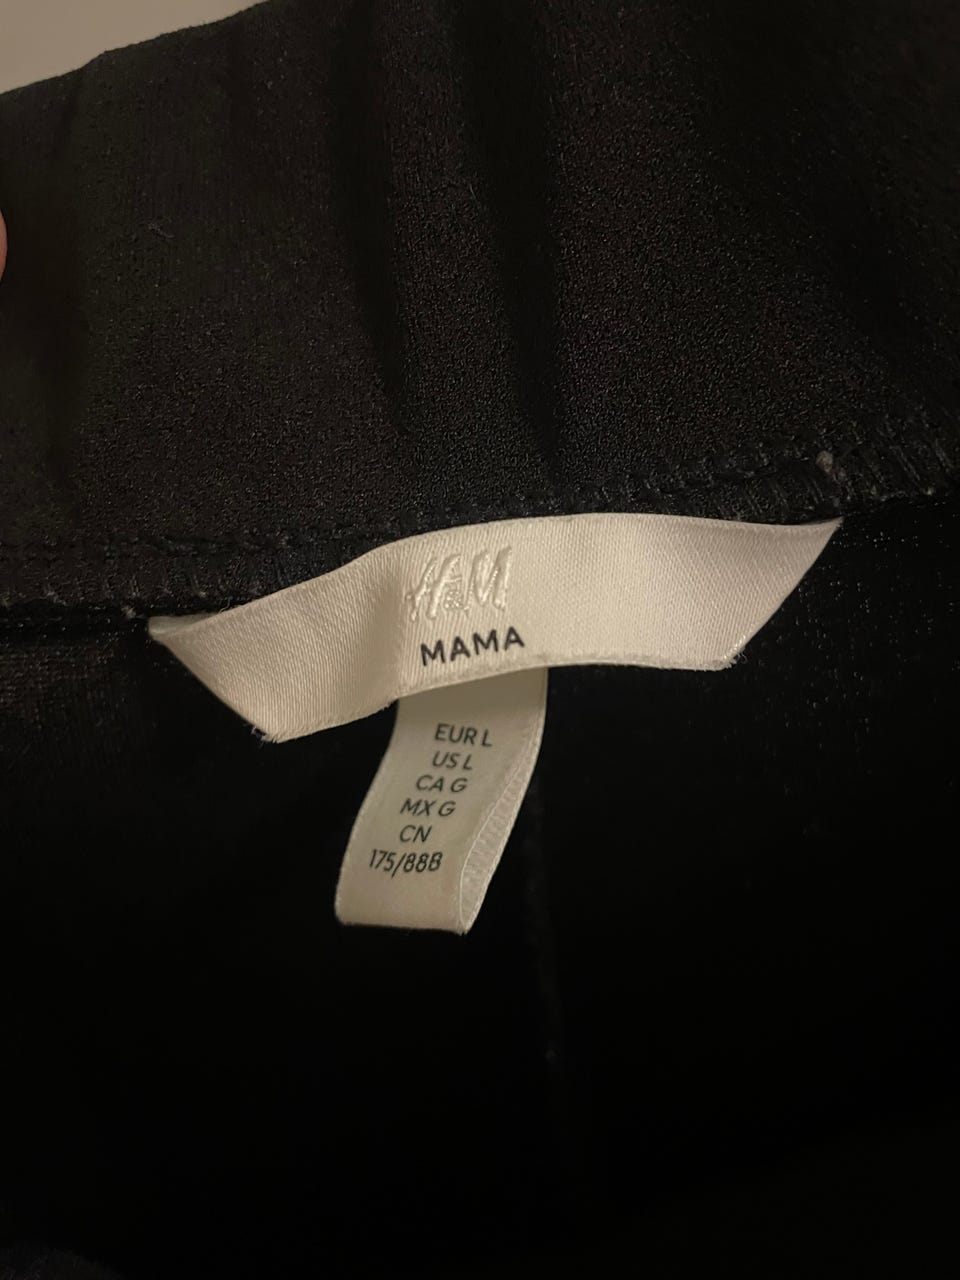 H&M
MAMA
EUR L
US L
CA G
MX G
CN
175/88B